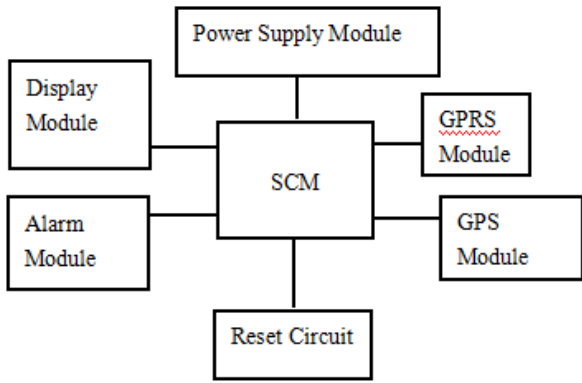 Power Supply Module
Display
Module
GPRS
Module
SCM
Alarm
Module
GPS
Module
Reset Circuit